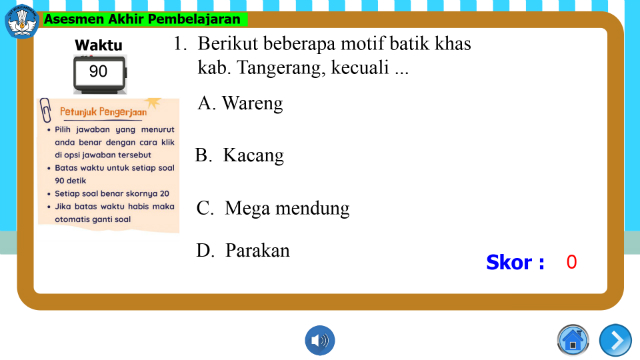 Asesmen Akhir Pembelajaran
Waktu
90
Petunjuk Pengerjaan
• Pilih jawaban yang menurut
anda benar dengan cara klik
di opsi jawaban tersebut
• Batas waktu untuk setiap soal
90 detik
• Setiap soal benar skornya 20
• Jika batas waktu habis maka
otomatis ganti soal
1. Berikut beberapa motif batik khas
kab. Tangerang, kecuali ...
A. Wareng
B. Kacang
C. Mega mendung
D. Parakan
Skor : 0